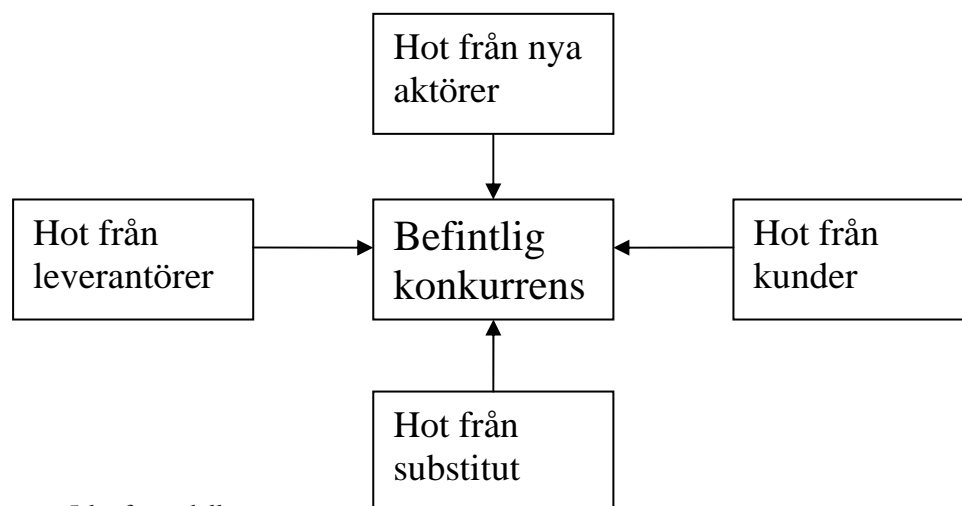 Hot från nya
aktörer
Hot från
leverantörer
Befintlig
konkurrens
Hot från
kunder
Hot från
substitut